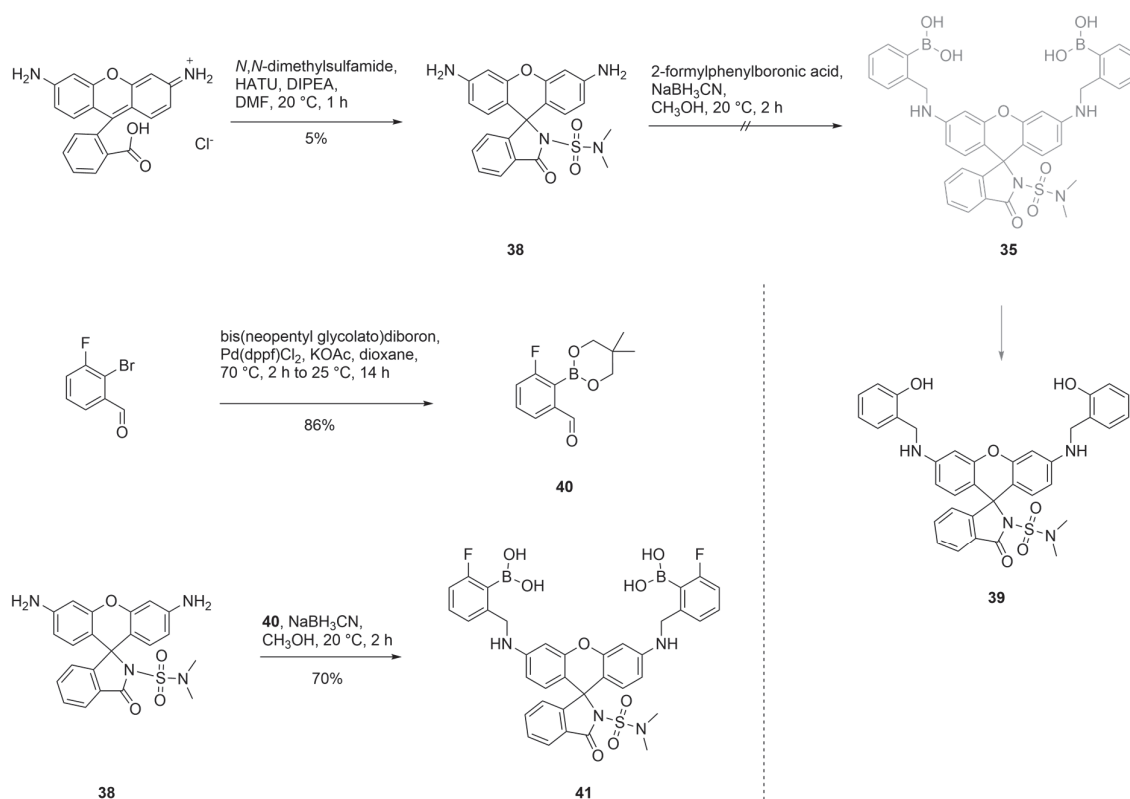 N,N-dimethylsulfamide,
HATU, DIPEA,
DMF, 20 °C, 1 h
5%
H2N
O
+
NH2
OH
O
Cl-
H2N
O
NH2
N
S
O
O
N
O
38
2-formylphenylboronic acid,
NaBH3CN,
CH3OH, 20 °C, 2 h
OH
B
OH
OH
HO
B
HN
O
NH
N
S
O
O
N
O
35
F
Br
O
bis(neopentyl glycolato)diboron,
Pd(dppf)Cl2, KOAc, dioxane,
70 °C, 2 h to 25 °C, 14 h
86%
F
O
B
O
O
40
OH
HO
HN
O
NH
N
S
O
O
N
O
39
H2N
O
NH2
N
S
O
O
N
O
38
40, NaBH3CN,
CH3OH, 20 °C, 2 h
70%
F
OH
B
OH
OH
HO
B
F
HN
O
NH
N
S
O
O
N
O
41